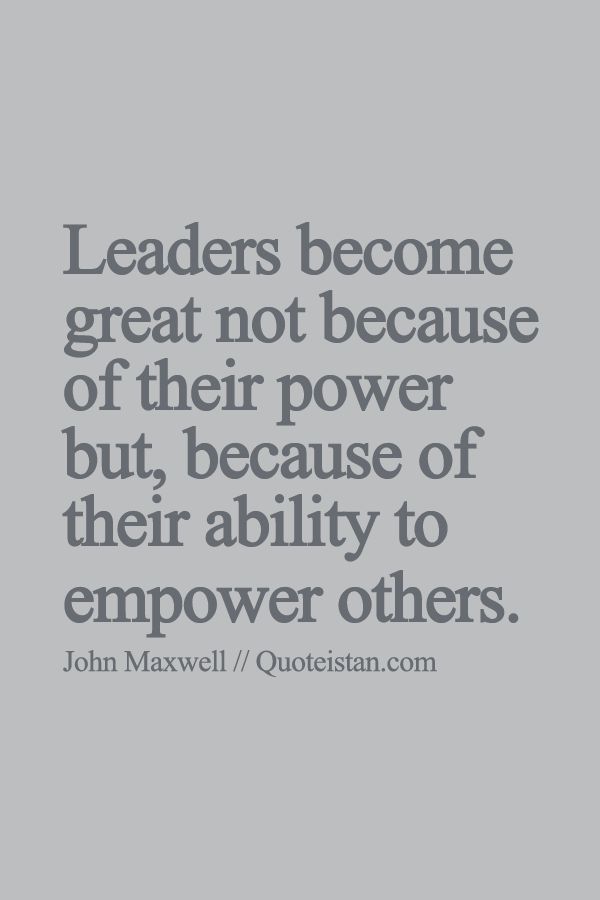 Leaders become
great not because
of their power
but, because of
their ability to
empower others.
John Maxwell // Quoteistan.com